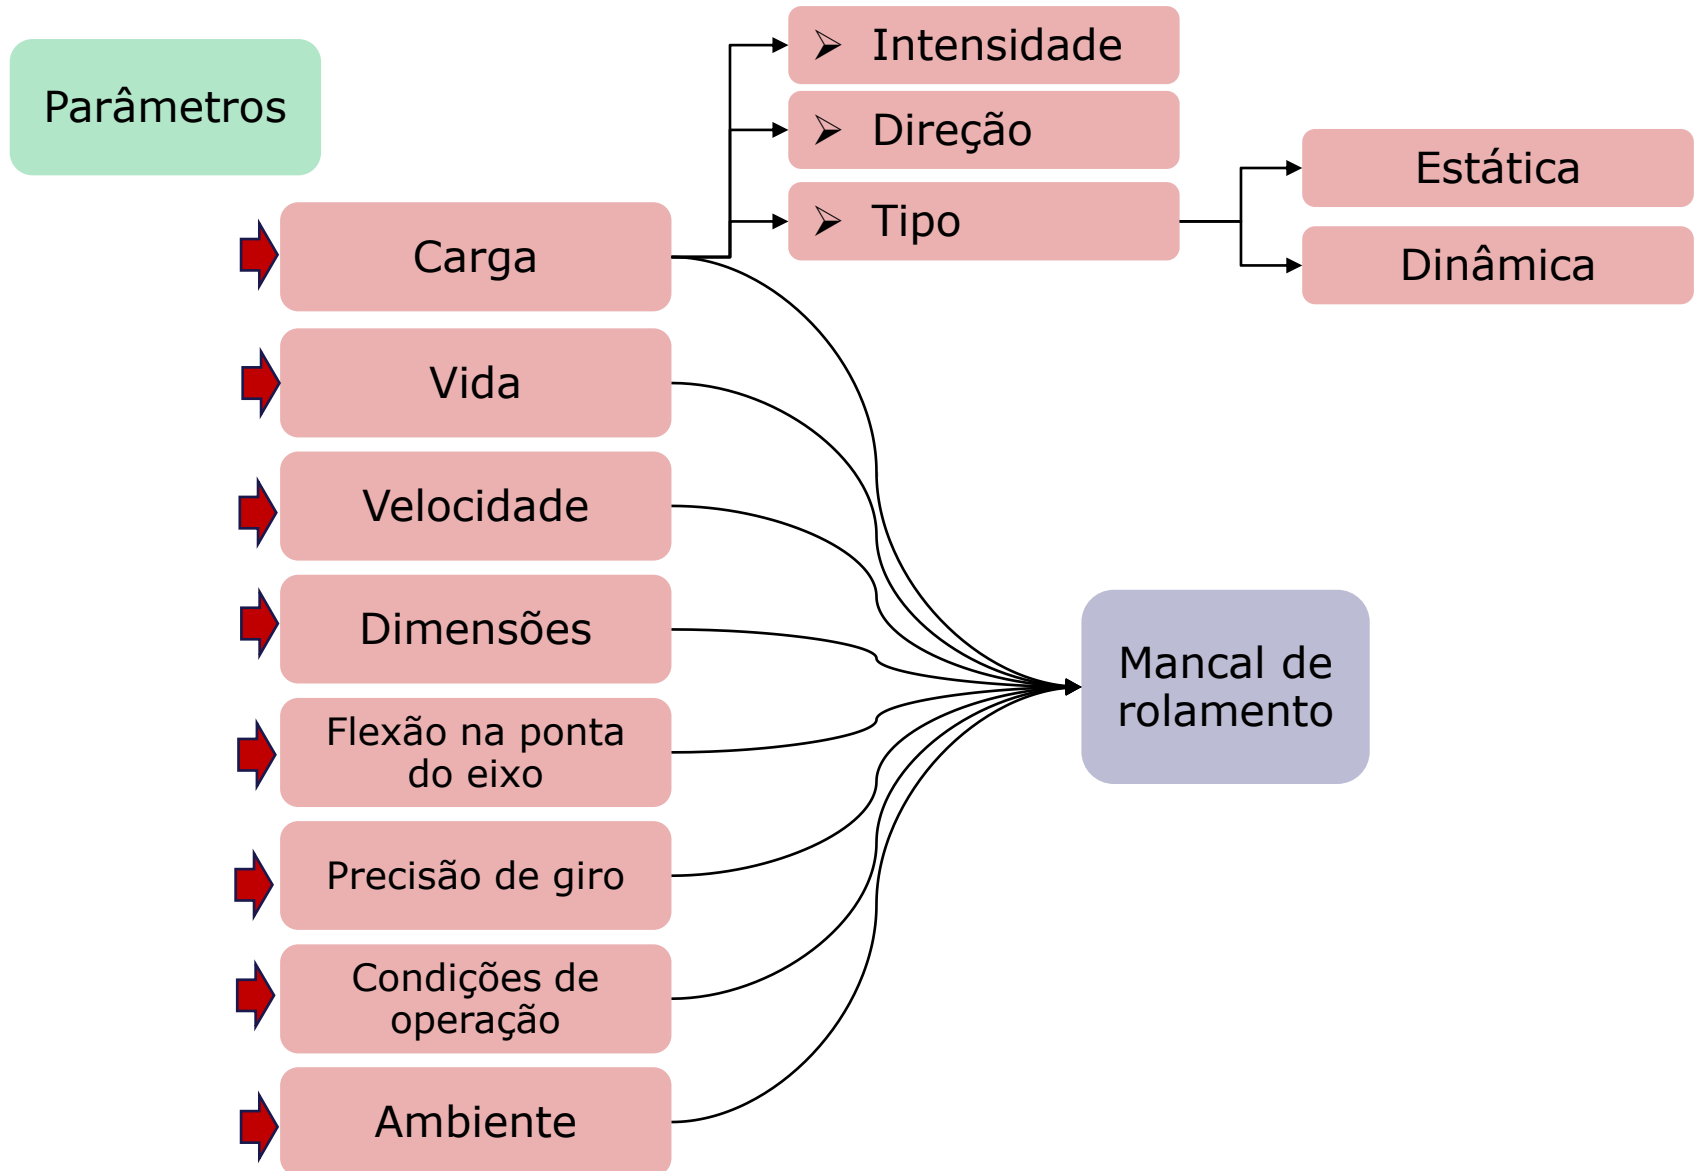 Parâmetros
Intensidade
Direção
Tipo
Estática
Dinâmica
Carga
Vida
Velocidade
Dimensões
Flexão na ponta
do eixo
Precisão de giro
Condições de
operação
Ambiente
Mancal de
rolamento